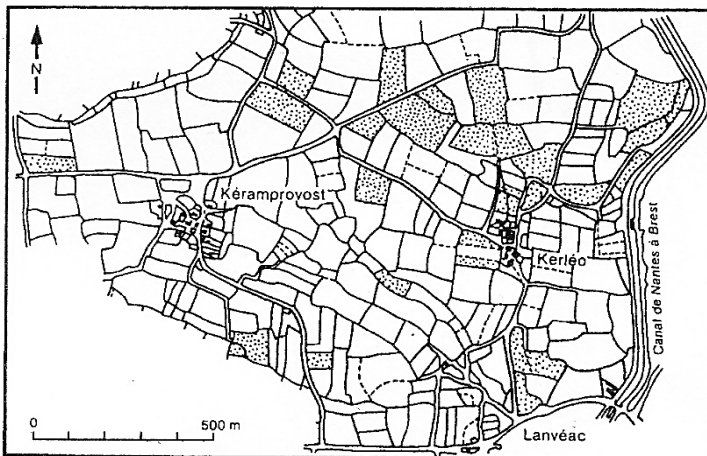 N
Kéramprovost
Kerléo
Canal de Nantes à Brest
Lanvéac
0 500 m